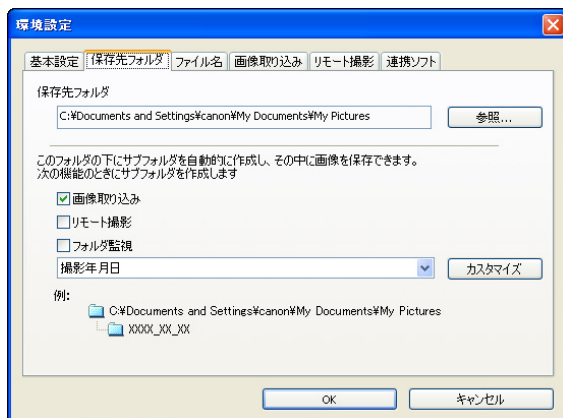 環境設定
基本設定 保存先フォルダ ファイル名 画像取り込み リモート撮影 連携ソフト
保存先フォルダ
C:¥Documents and Settings¥canon¥My Documents¥My Pictures 参照...
このフォルダの下にサブフォルダを自動的に作成し、その中に画像を保存できます。
次の機能のときにサブフォルダを作成します
画像取り込み
リモート撮影
フォルダ監視
撮影年月日 カスタマイズ
例:
C:¥Documents and Settings¥canon¥My Documents¥My Pictures
XXXX_XX_XX
OK キャンセル